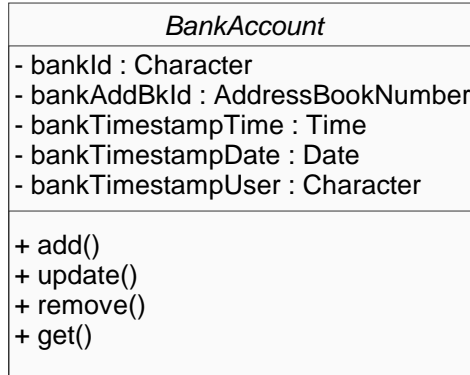 BankAccount
- bankId : Character
- bankAddBkId : AddressBookNumber
- bankTimestampTime : Time
- bankTimestampDate : Date
- bankTimestampUser : Character
+ add()
+ update()
+ remove()
+ get()